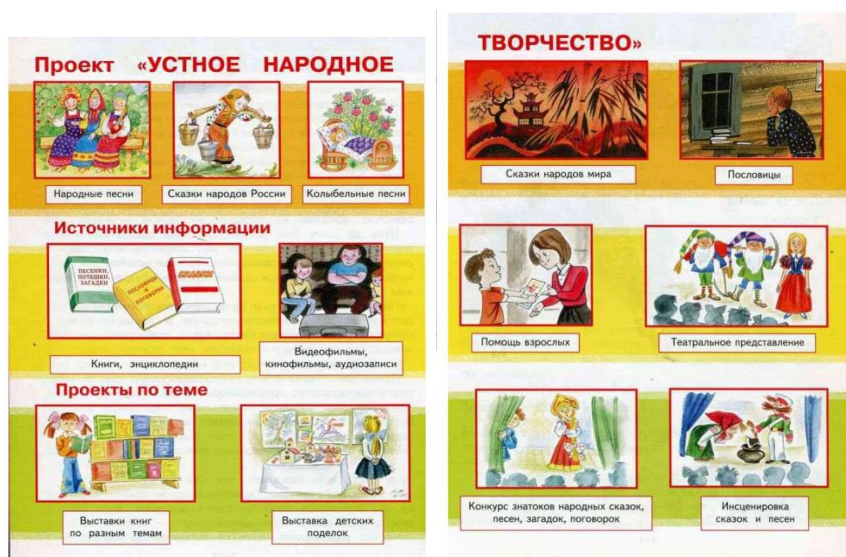 Проект «УСТНОЕ НАРОДНОЕ
ТВОРЧЕСТВО»
Народные песни
Сказки народов России
Колыбельные песни
Сказки народов мира
Пословицы
Источники информации
ПЕСЕНКИ,
ПОТЕШКИ,
ЗАГАДКИ
ПОСЛОВИЦЫ
И
ПОГОВОРКИ
СКАЗКИ
Книги, энциклопедии
Видеофильмы,
кинофильмы, аудиозаписи
Помощь взрослых
Театральное представление
Проекты по теме
Выставки книг
по разным темам
Выставка детских
поделок
Конкурс знатоков народных сказок,
песен, загадок, поговорок
Инсценировка
сказок и песен